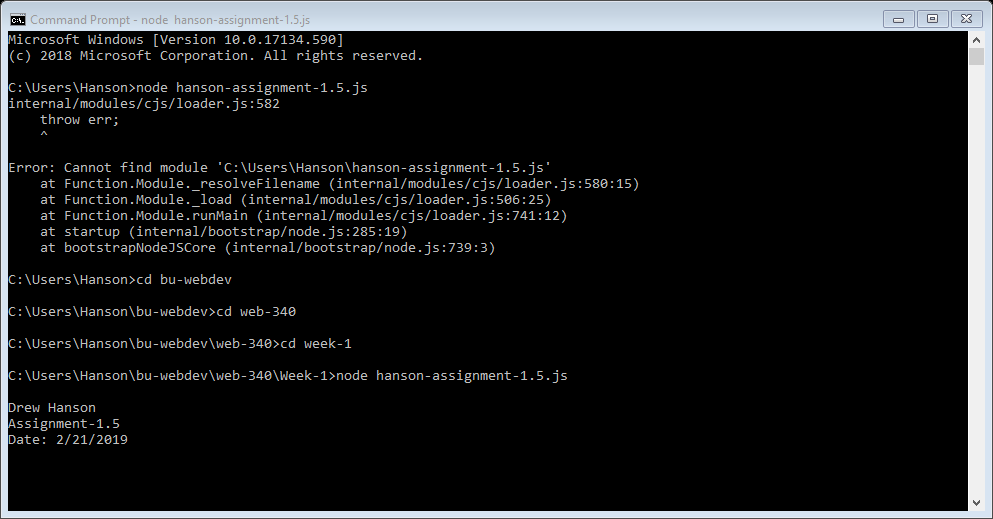 Command Prompt - node  hanson-assignment-1.5.js
Microsoft Windows [Version 10.0.17134.590]
(c) 2018 Microsoft Corporation. All rights reserved.
C:\Users\Hanson>node hanson-assignment-1.5.js
internal/modules/cjs/loader.js:582
    throw err;
    ^
Error: Cannot find module 'C:\Users\Hanson\hanson-assignment-1.5.js'
    at Function.Module._resolveFilename (internal/modules/cjs/loader.js:580:15)
    at Function.Module._load (internal/modules/cjs/loader.js:506:25)
    at Function.Module.runMain (internal/modules/cjs/loader.js:741:12)
    at startup (internal/bootstrap/node.js:285:19)
    at bootstrapNodeJSCore (internal/bootstrap/node.js:739:3)
C:\Users\Hanson>cd bu-webdev
C:\Users\Hanson\bu-webdev>cd web-340
C:\Users\Hanson\bu-webdev\web-340>cd week-1
C:\Users\Hanson\bu-webdev\web-340\Week-1>node hanson-assignment-1.5.js
Drew Hanson
Assignment-1.5
Date: 2/21/2019